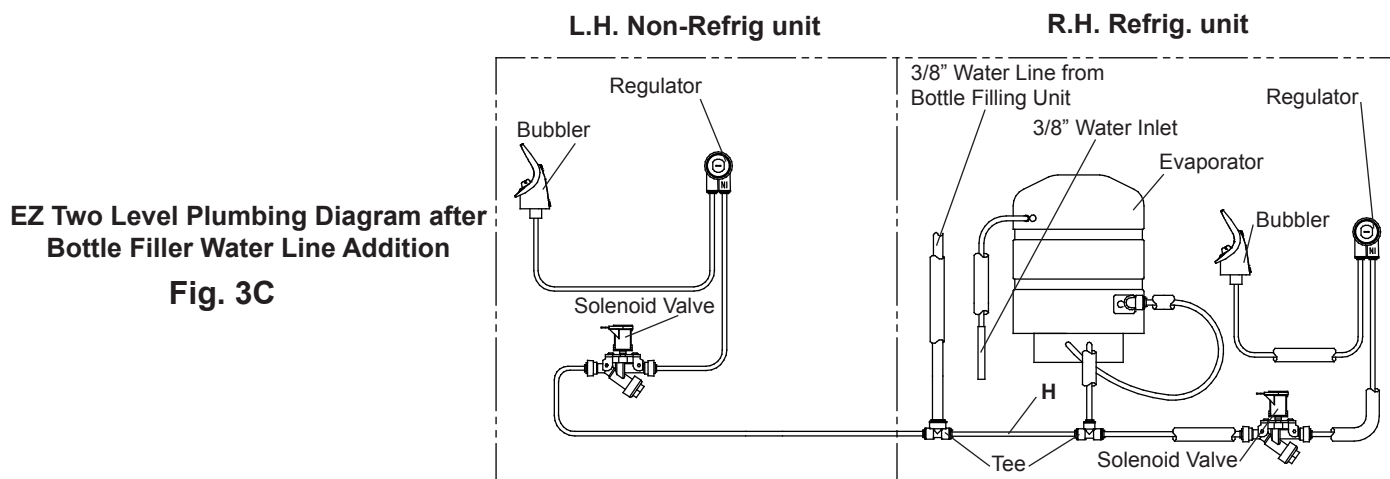 L.H. Non-Refrig unit
R.H. Refrig. unit
EZ Two Level Plumbing Diagram after
Bottle Filler Water Line Addition
Fig. 3C
Regulator
Bubbler
IN
Solenoid Valve
3/8” Water Line from
Bottle Filling Unit
3/8” Water Inlet
Evaporator
Regulator
Bubbler
IN
H
Tee
Solenoid Valve